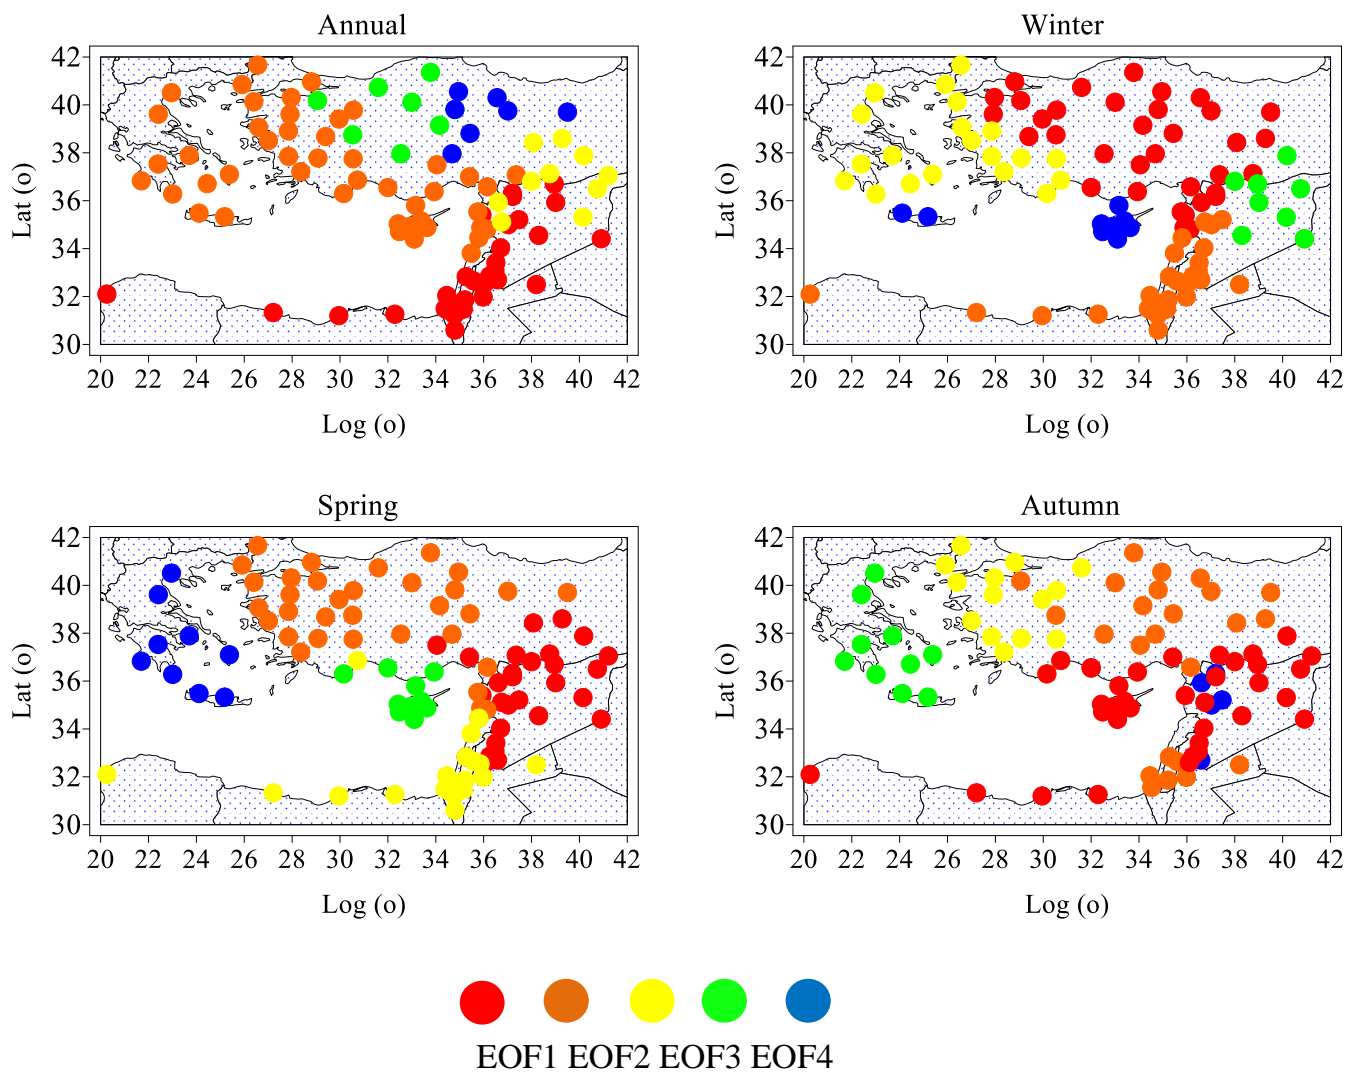 Annual Winter
42 42
40 40
38 38
36 36
34 34
32 32
30 30
Lat (o) Lat (o)
20 22 24 26 28 30 32 34 36 38 40 42 20 22 24 26 28 30 32 34 36 38 40 42
Log (o) Log (o)
Spring Autumn
42 42
40 40
38 38
36 36
34 34
32 32
30 30
Lat (o) Lat (o)
20 22 24 26 28 30 32 34 36 38 40 42 20 22 24 26 28 30 32 34 36 38 40 42
Log (o) Log (o)
EOF1 EOF2 EOF3 EOF4